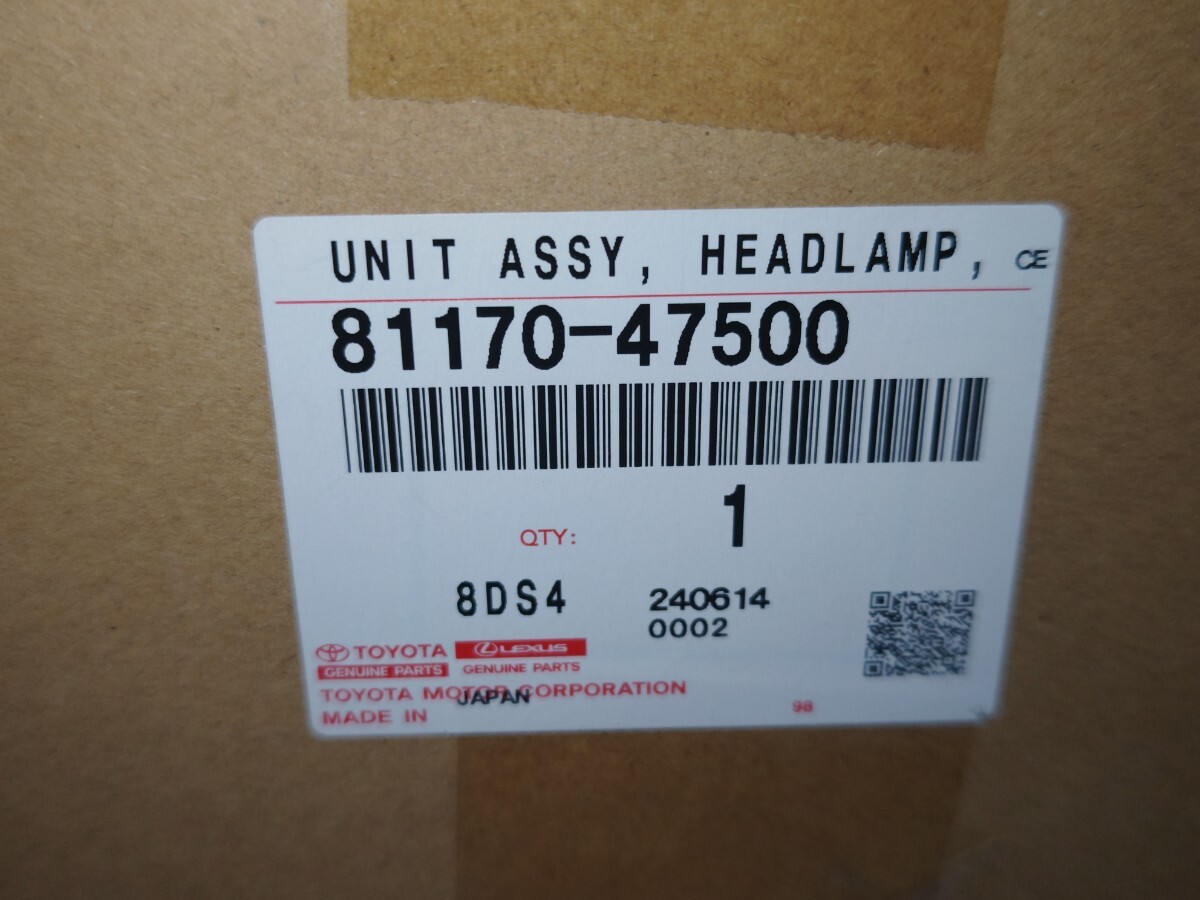 UNIT ASSY, HEADLAMP, CE
81170-47500
QTY: 1
8DS4 240614
0002
TOYOTA LEXUS
GENUINE PARTS GENUINE PARTS
TOYOTA MOTOR CORPORATION
MADE IN JAPAN
98